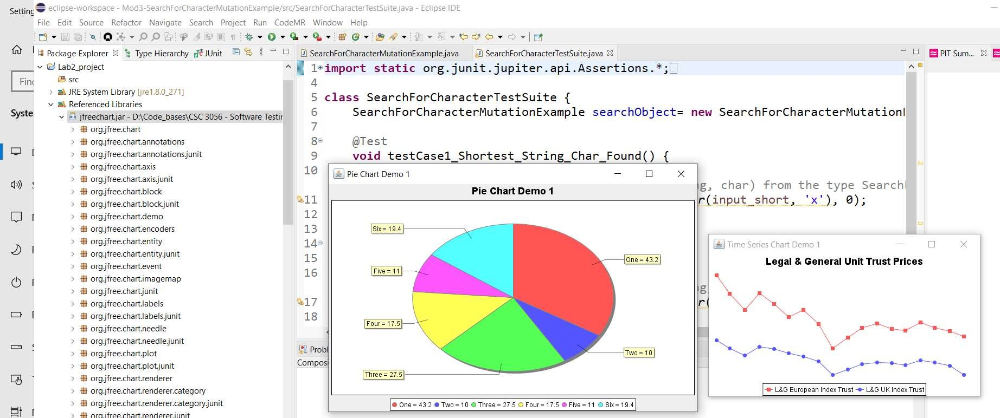 Setting
eclipse-workspace - Mod3-SearchForCharacterMutationExample/src/SearchForCharacterTestSuite.java - Eclipse IDE
File Edit Source Refactor Navigate Search Project Run CodeMR Window Help
Package Explorer Type Hierarchy JUnit
SearchForCharacterMutationExample.java SearchForCharacterTestSuite.java PIT Sum...
Find
Syste
Lab2_project
src
JRE System Library [jre1.8.0_271]
Referenced Libraries
jfreechart.jar - D:\Code_bases\CSC 3056 - Software Testin
org.jfree.chart
org.jfree.chart.annotations
org.jfree.chart.annotations.junit
org.jfree.chart.axis
org.jfree.chart.axis.junit
org.jfree.chart.block
org.jfree.chart.block.junit
org.jfree.chart.demo
org.jfree.chart.encoders
org.jfree.chart.entity
org.jfree.chart.entity.junit
org.jfree.chart.event
org.jfree.chart.imagemap
org.jfree.chart.junit
org.jfree.chart.labels
org.jfree.chart.labels.junit
org.jfree.chart.needle
org.jfree.chart.needle.junit
org.jfree.chart.plot
org.jfree.chart.plot.junit
org.jfree.chart.renderer
org.jfree.chart.renderer.category
org.jfree.chart.renderer.category.junit
org.jfree.chart.renderer.junit
1 import static org.junit.jupiter.api.Assertions.*;
4
5 class SearchForCharacterTestSuite {
6 SearchForCharacterMutationExample searchObject= new SearchForCharacterMutation
7
8 @Test
9 void testCase1_Shortest_String_Char_Found() {
10
ng, char) from the type Search
11 r(input_short, 'x'), 0);
12
13
14
15
16
17 r(
18
Probl
Composi
Pie Chart Demo 1
Pie Chart Demo 1
Six = 19.4
One = 43.2
Five = 11
Four = 17.5
Two = 10
Three = 27.5
One = 43.2 Two = 10 Three = 27.5 Four = 17.5 Five = 11 Six = 19.4
Time Series Chart Demo 1
Legal & General Unit Trust Prices
L&G European Index Trust L&G UK Index Trust